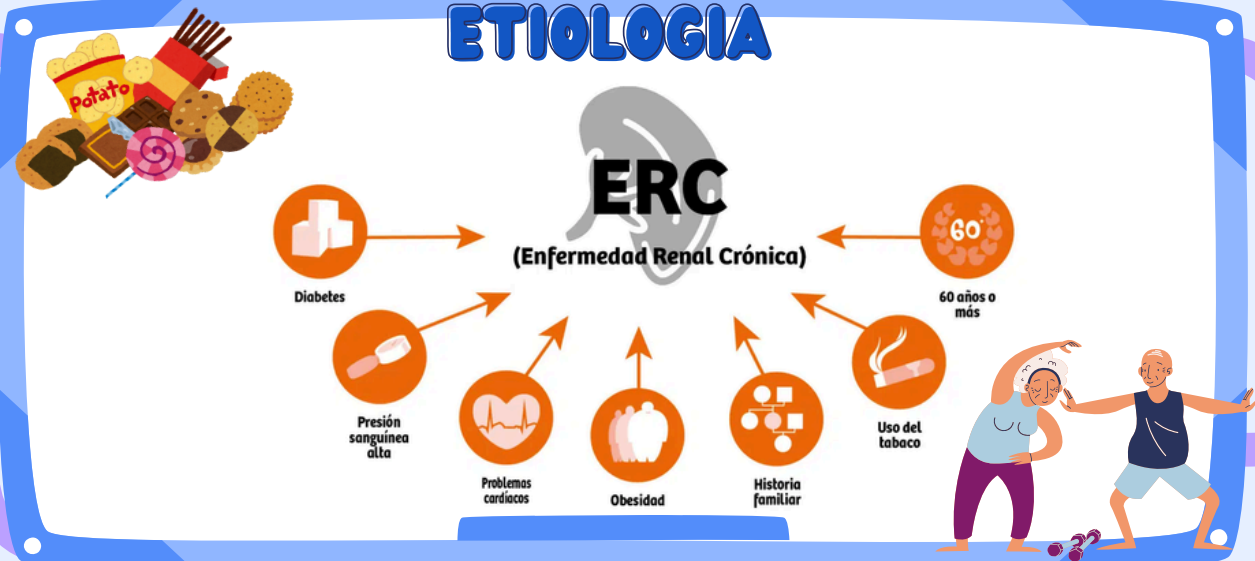 ETIOLOGIA
Potato
ERC
(Enfermedad Renal Crónica)
60⁺
Diabetes
60 años o
más
Presión
sanguínea
alta
Uso del
tabaco
Problemas
cardíacos
Obesidad
Historia
familiar